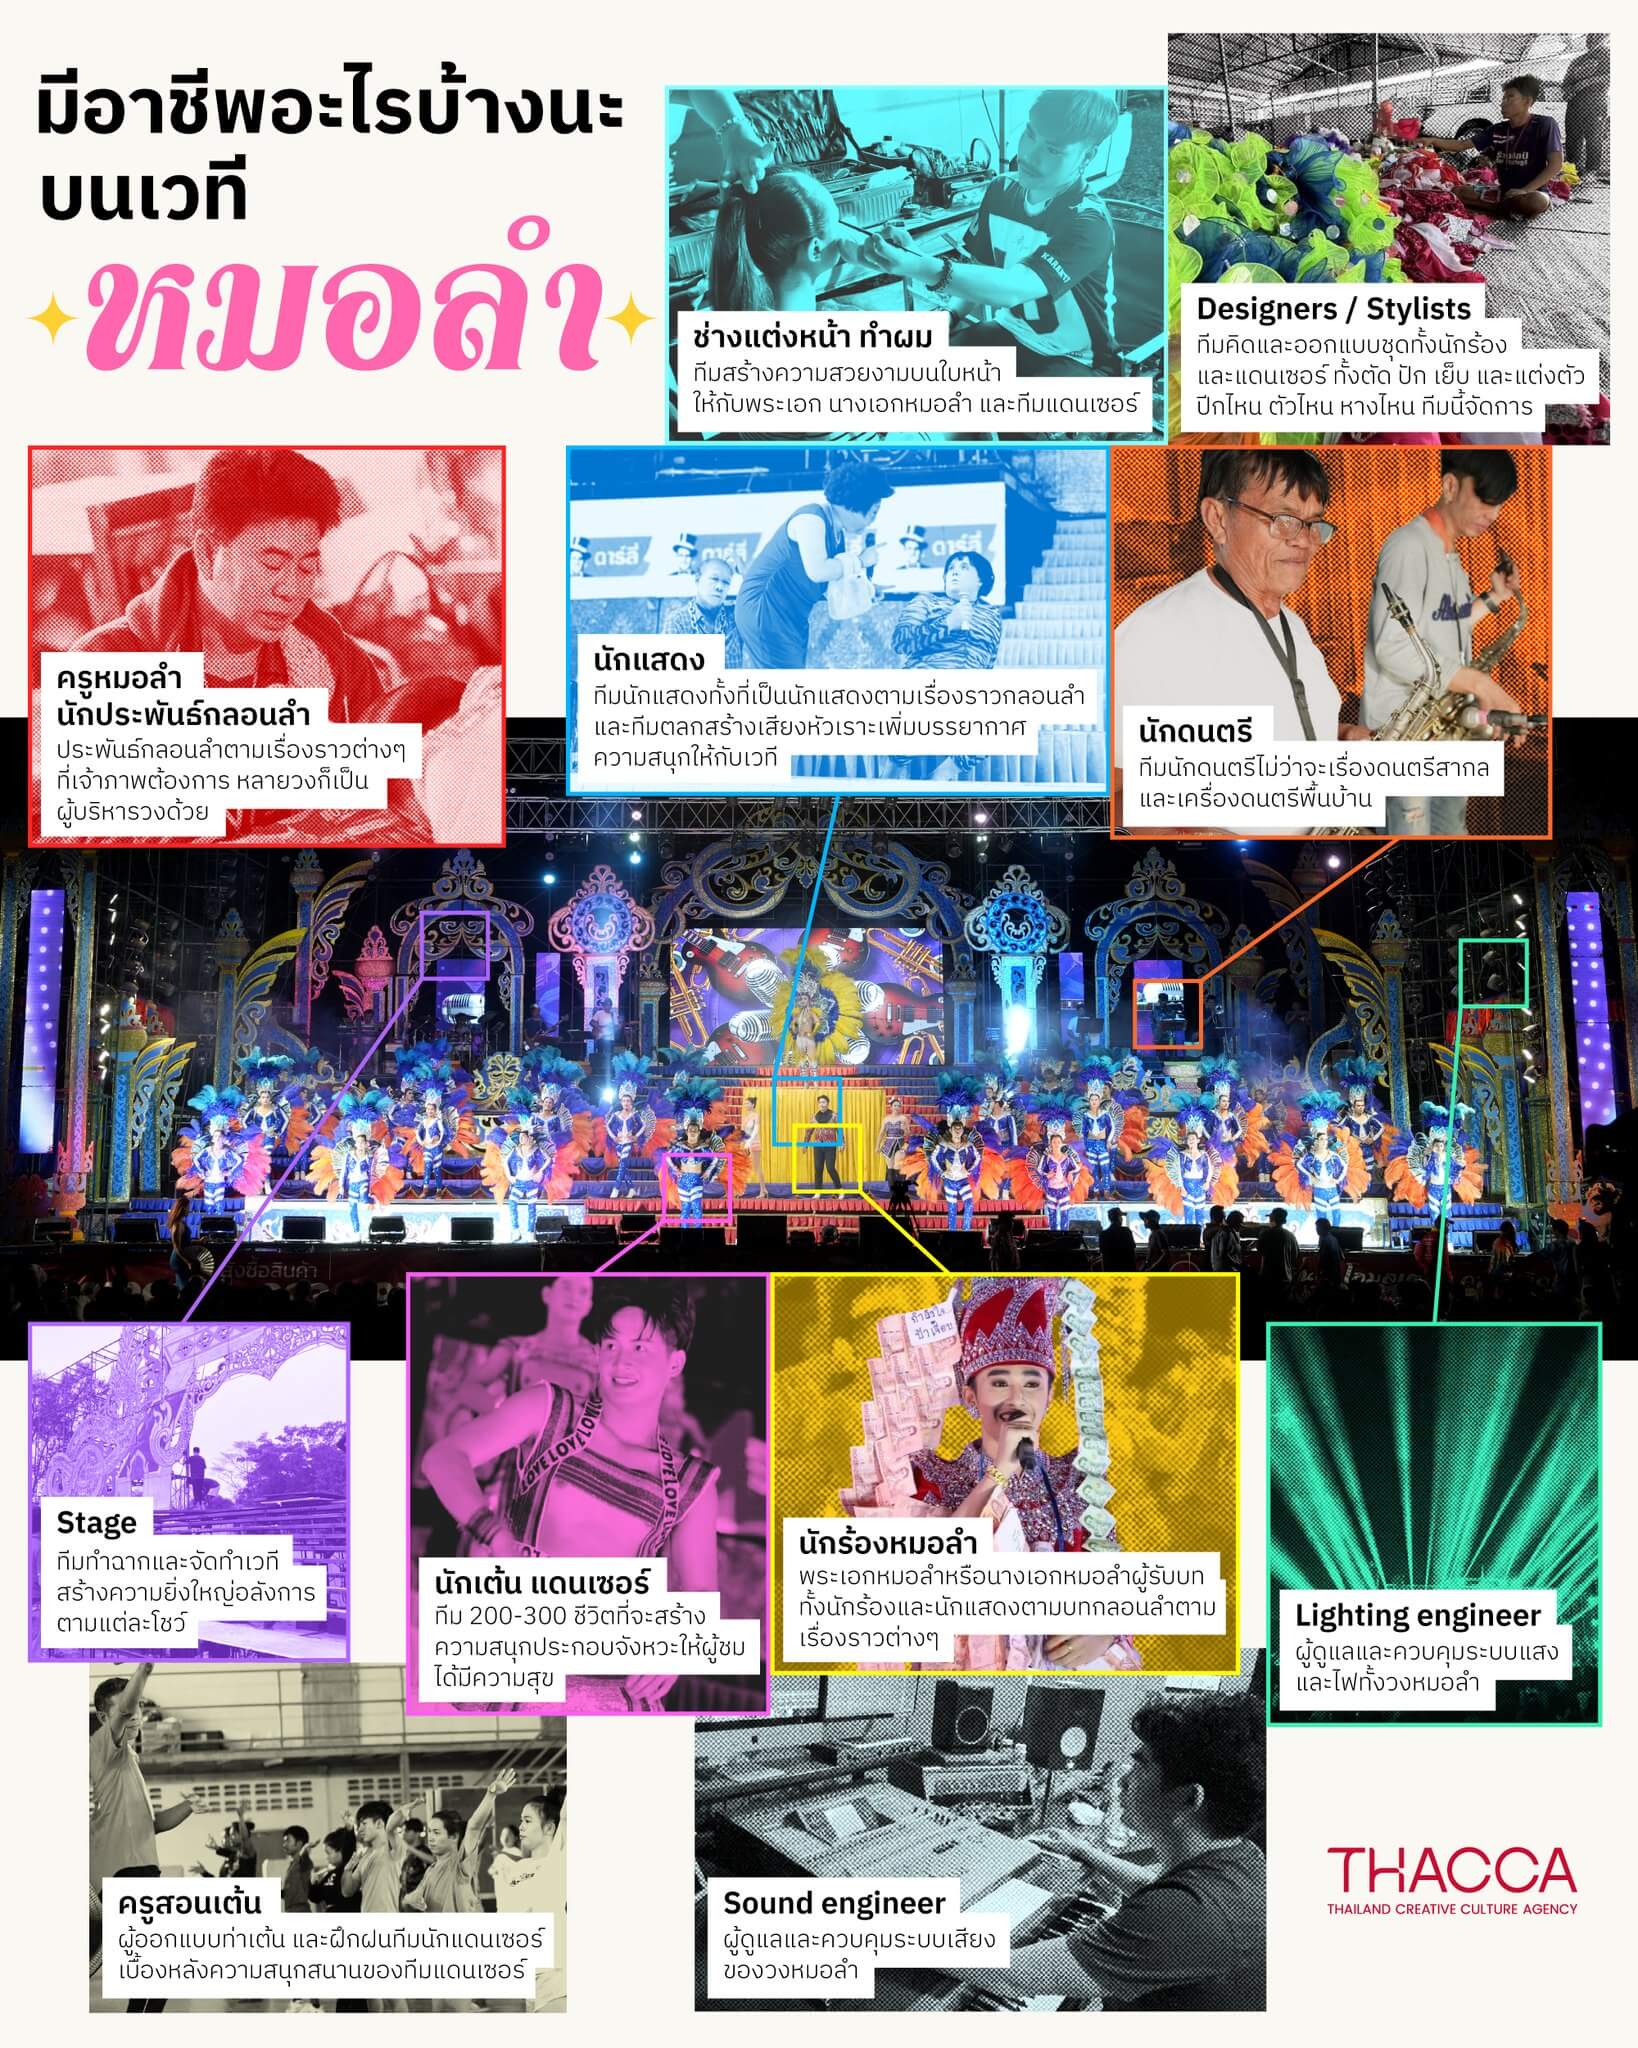 มีอาชีพอะไรบ้างนะ
บนเวที
หมอลำ
ช่างแต่งหน้า ทำผม
ทีมสร้างความสวยงามบนใบหน้า
ให้กับพระเอก นางเอกหมอลำ และทีมแดนเซอร์
Designers / Stylists
ทีมคิดและออกแบบชุดทั้งนักร้อง
และแดนเซอร์ ทั้งตัด ปัก เย็บ และแต่งตัว
ปีกไหน ตัวไหน หางไหน ทีมนี้จัดการ
ครูหมอลำ
นักประพันธ์กลอนลำ
ประพันธ์กลอนลำตามเรื่องราวต่างๆ
ที่เจ้าภาพต้องการ หลายวงก็เป็น
ผู้บริหารวงด้วย
ดาร์ลี่
ดาร์ลี่
ดาร์ลี่
นักแสดง
ทีมนักแสดงทั้งที่เป็นนักแสดงตามเรื่องราวกลอนลำ
และทีมตลกสร้างเสียงหัวเราะเพิ่มบรรยากาศ
ความสนุกให้กับเวที
นักดนตรี
ทีมนักดนตรีไม่ว่าจะเรื่องดนตรีสากล
และเครื่องดนตรีพื้นบ้าน
สั่งซื้อสินค้า
Stage
ทีมทำฉากและจัดทำเวที
สร้างความยิ่งใหญ่อลังการ
ตามแต่ละโชว์
LOVE LOVE LOVE
LOVE LOVE
นักเต้น แดนเซอร์
ทีม 200-300 ชีวิตที่จะสร้าง
ความสนุกประกอบจังหวะให้ผู้ชม
ได้มีความสุข
นักร้องหมอลำ
พระเอกหมอลำหรือนางเอกหมอลำผู้รับบท
ทั้งนักร้องและนักแสดงตามบทกลอนลำตาม
เรื่องราวต่างๆ
Lighting engineer
ผู้ดูแลและควบคุมระบบแสง
และไฟทั้งวงหมอลำ
ครูสอนเต้น
ผู้ออกแบบท่าเต้น และฝึกฝนทีมนักแดนเซอร์
เบื้องหลังความสนุกสนานของทีมแดนเซอร์
Sound engineer
ผู้ดูแลและควบคุมระบบเสียง
ของวงหมอลำ
THACCA
THAILAND CREATIVE CULTURE AGENCY